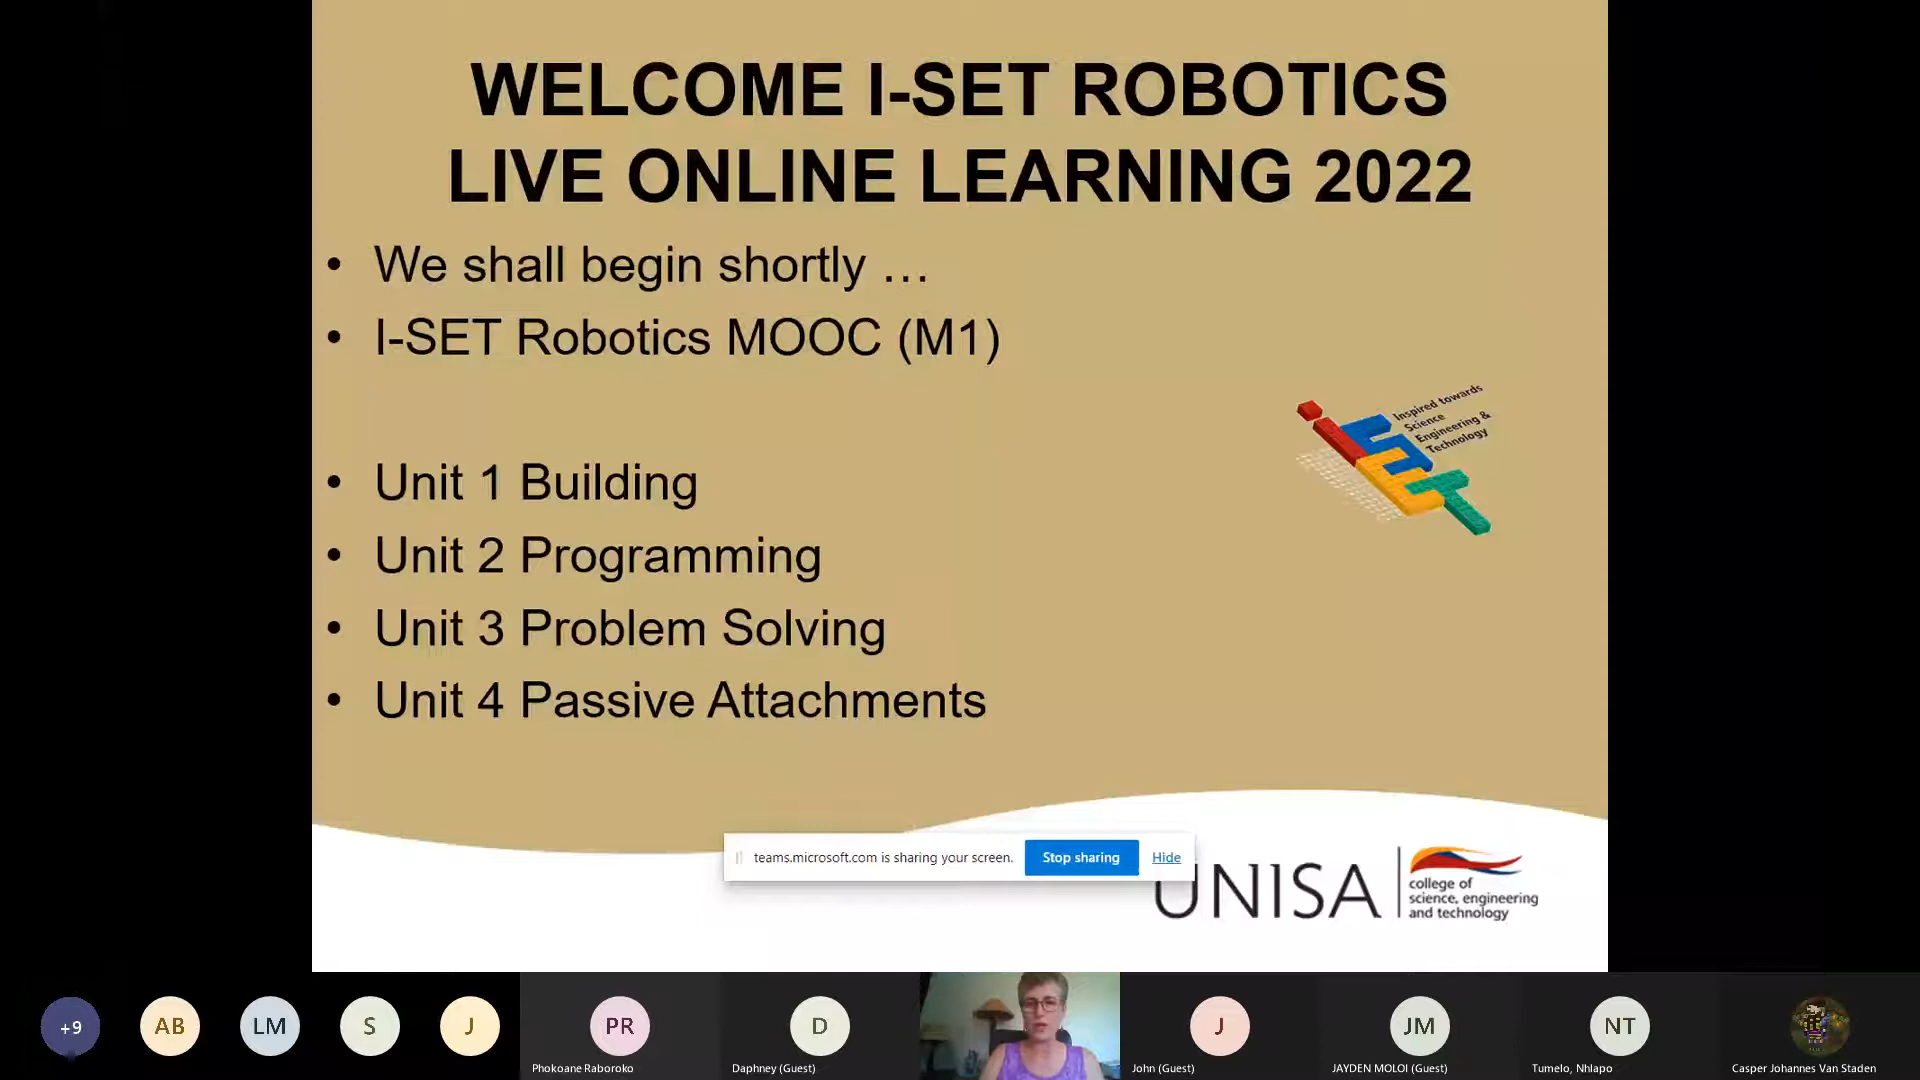 WELCOME I-SET ROBOTICS
LIVE ONLINE LEARNING 2022
• We shall begin shortly …
• I-SET Robotics MOOC (M1)
Inspired towards
Science
Engineering &
Technology
iSET
• Unit 1 Building
• Unit 2 Programming
• Unit 3 Problem Solving
• Unit 4 Passive Attachments
teams.microsoft.com is sharing your screen.
Stop sharing
Hide
UNISA
college of
science, engineering
and technology
+9
AB
LM
S
J
PR
D
J
JM
NT
Phokoane Raboroko
Daphney (Guest)
John (Guest)
JAYDEN MOLOI (Guest)
Tumelo, Nhlapo
Casper Johannes Van Staden